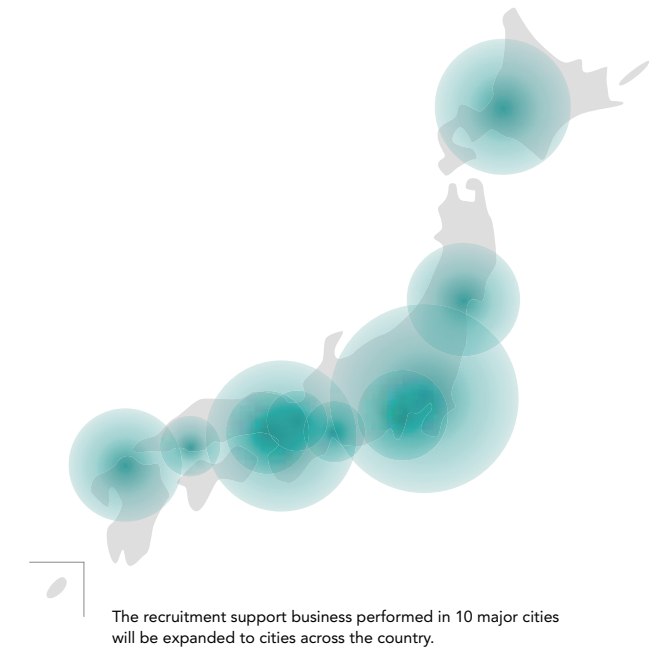 The recruitment support business performed in 10 major cities
will be expanded to cities across the country.